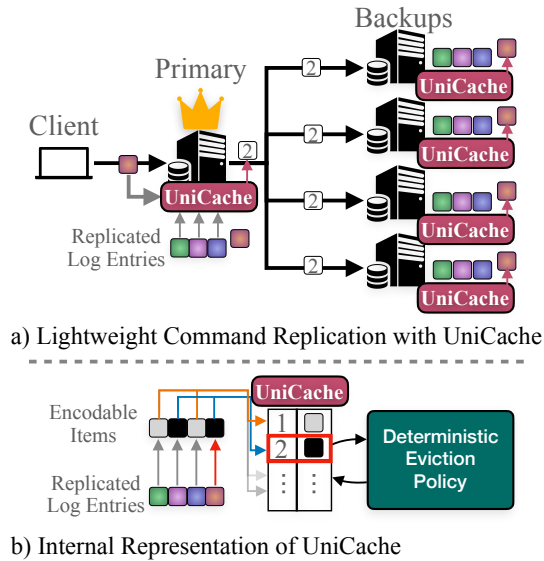 Backups
Primary
Client
2
2
2
2
2
UniCache
UniCache
UniCache
UniCache
UniCache
Replicated
Log Entries
a) Lightweight Command Replication with UniCache
UniCache
Encodable
Items
1
2
⋮ ⋮
Deterministic
Eviction
Policy
Replicated
Log Entries
b) Internal Representation of UniCache